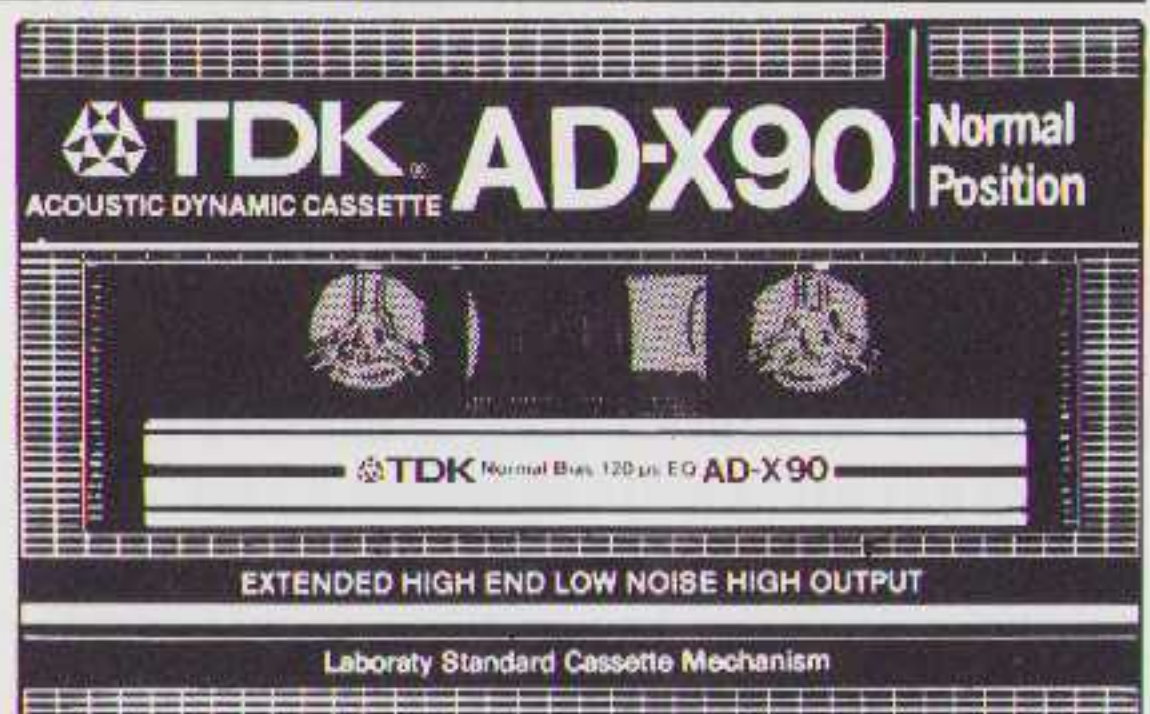 TDK® AD-X90
ACOUSTIC DYNAMIC CASSETTE
Normal
Position
TDK Normal Bias 120 μs EQ AD-X90
EXTENDED HIGH END LOW NOISE HIGH OUTPUT
Laboraty Standard Cassette Mechanism